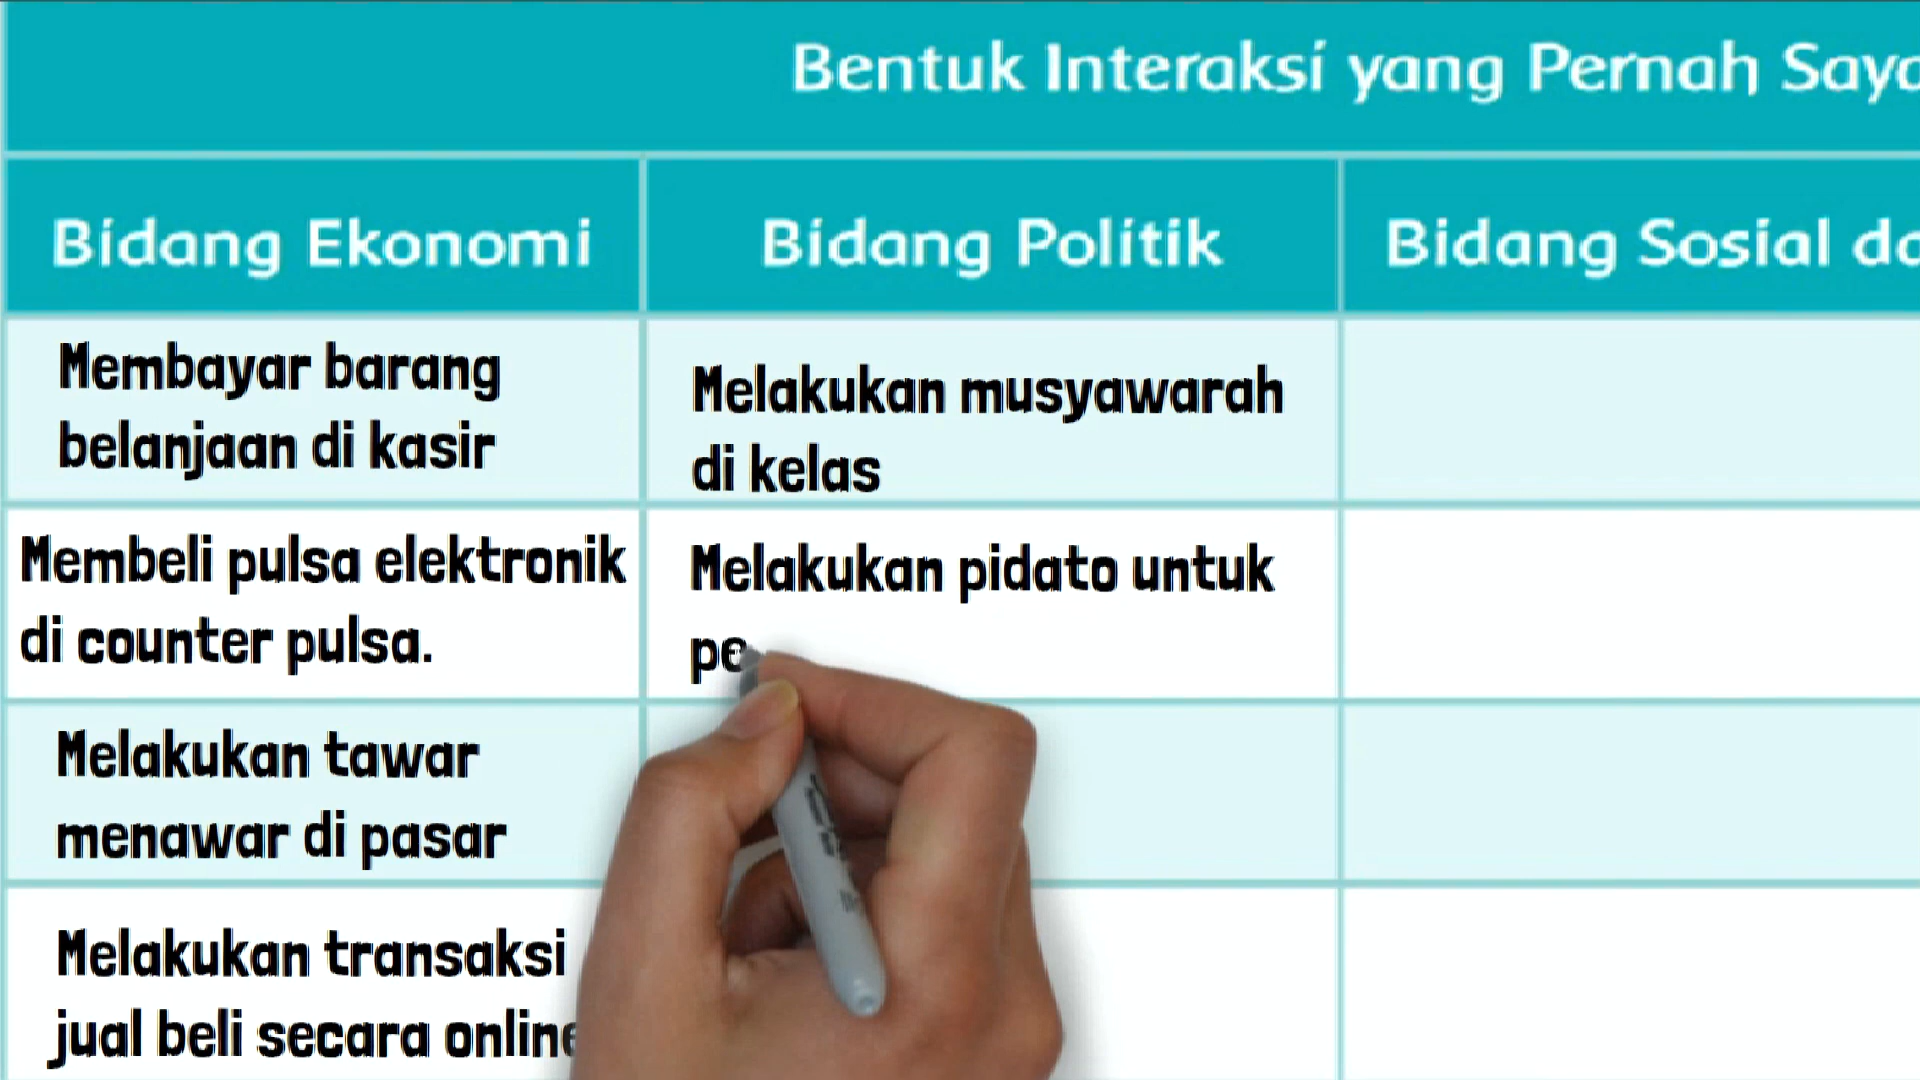 Bentuk Interaksi yang Pernah Saya
Bidang Ekonomi
Bidang Politik
Bidang Sosial
Membayar barang
belanjaan di kasir
Melakukan musyawarah
di kelas
Membeli pulsa elektronik
di counter pulsa.
Melakukan pidato untuk
pe
Melakukan tawar
menawar di pasar
Melakukan transaksi
jual beli secara online